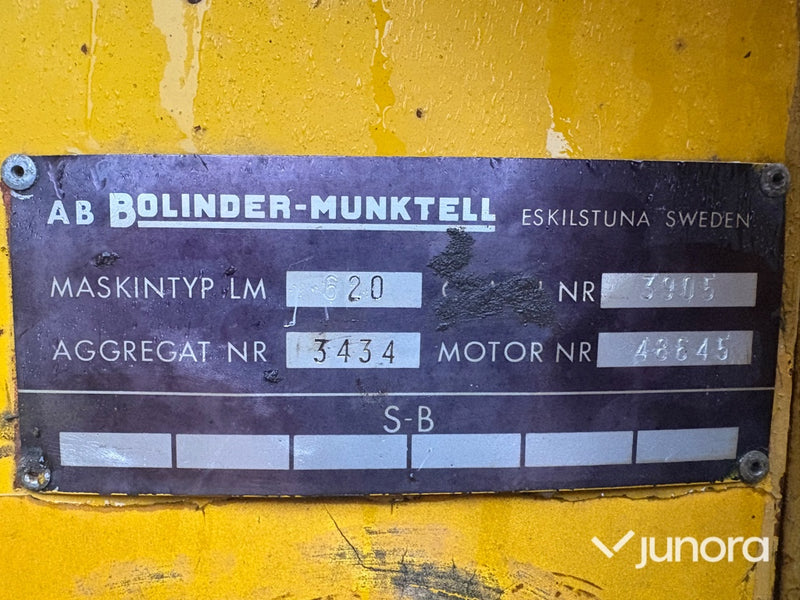 AB BOLINDER-MUNKTELL ESKILSTUNA SWEDEN
MASKINTYP LM 620 NR 3905
AGGREGAT NR 3434 MOTOR NR 48645
S-B
junora